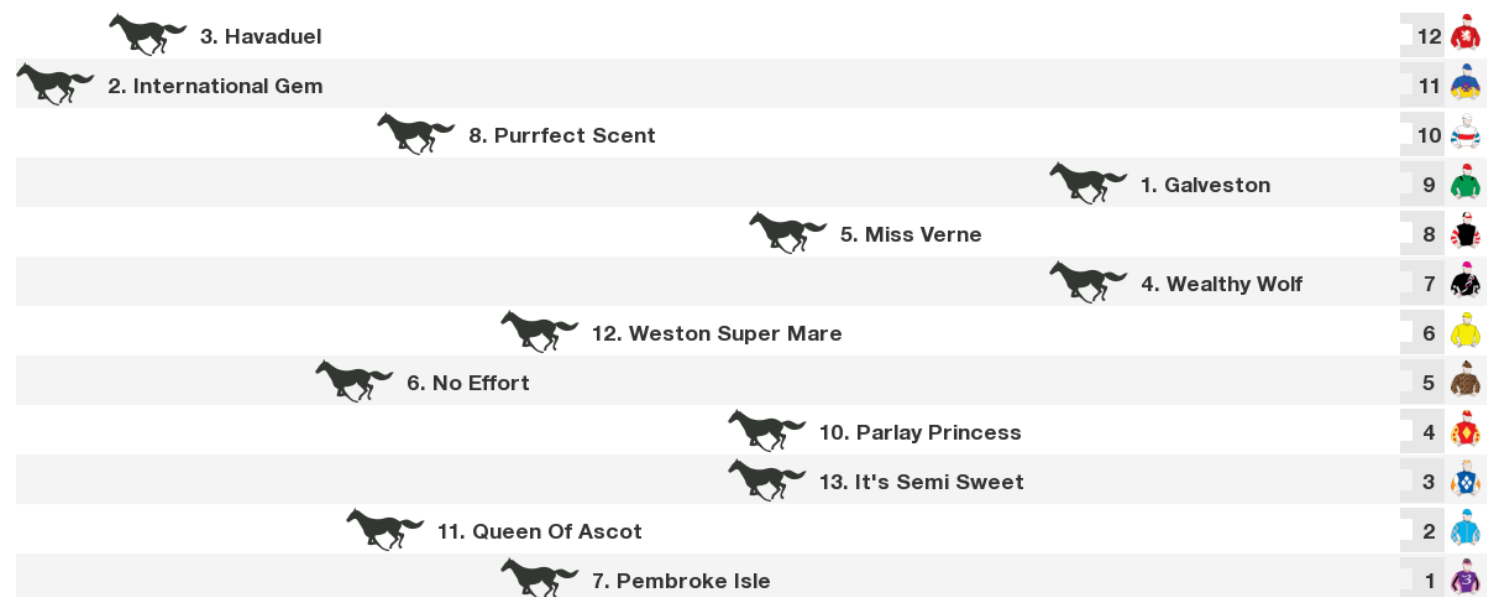 3. Havaduel 12
2. International Gem 11
8. Purrfect Scent 10
1. Galveston 9
5. Miss Verne 8
4. Wealthy Wolf 7
12. Weston Super Mare 6
6. No Effort 5
10. Parlay Princess 4
13. It's Semi Sweet 3
11. Queen Of Ascot 2
7. Pembroke Isle 1
3